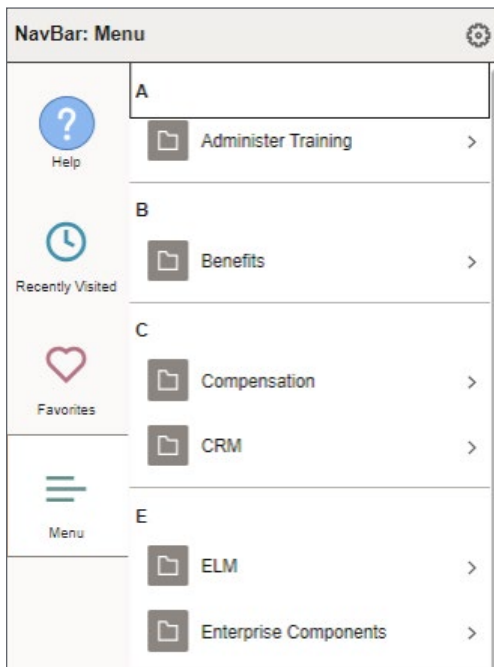 NavBar: Menu
?
Help
Recently Visited
Favorites
Menu
A
Administer Training
B
Benefits
C
Compensation
CRM
E
ELM
Enterprise Components